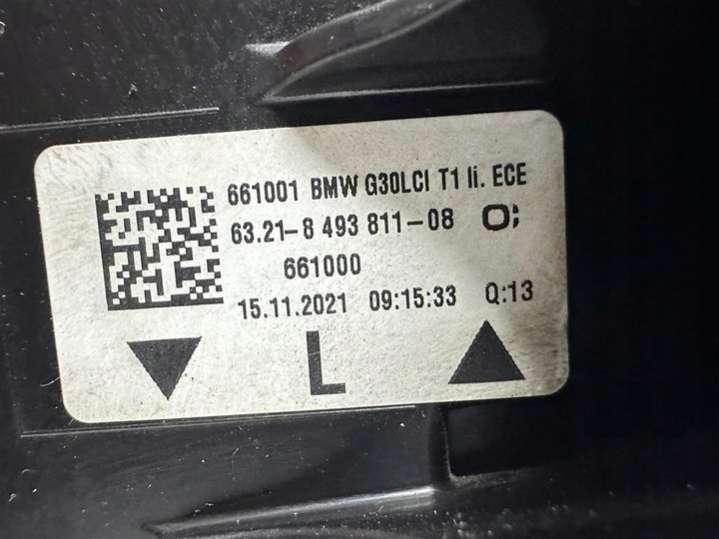 661001 BMW G30LCI T1 li. ECE
63.21-8 493 811-08 O;
661000
15.11.2021 09:15:33 Q:13
L